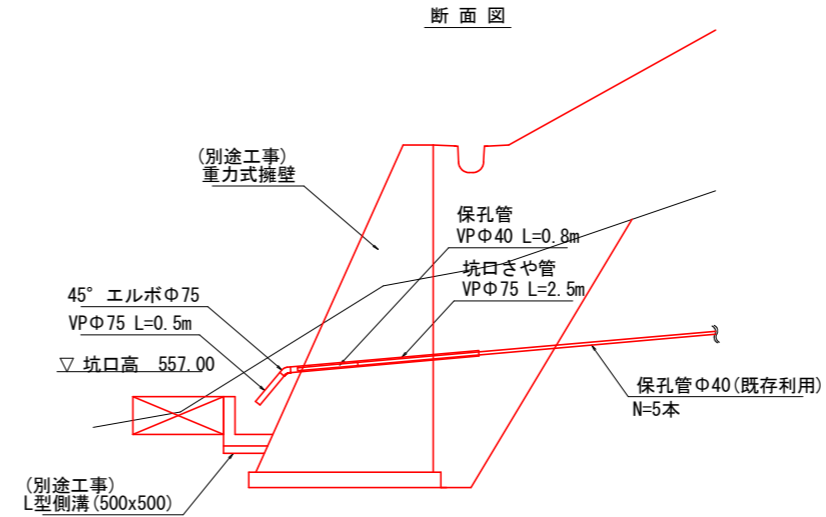 断面図
(別途工事)
重力式擁壁
保孔管
VPΦ40 L=0.8m
坑口さや管
VPΦ75 L=2.5m
45° エルボΦ75
VPΦ75 L=0.5m
▽ 坑口高 557.00
保孔管Φ40(既存利用)
N=5本
(別途工事)
L型側溝(500x500)